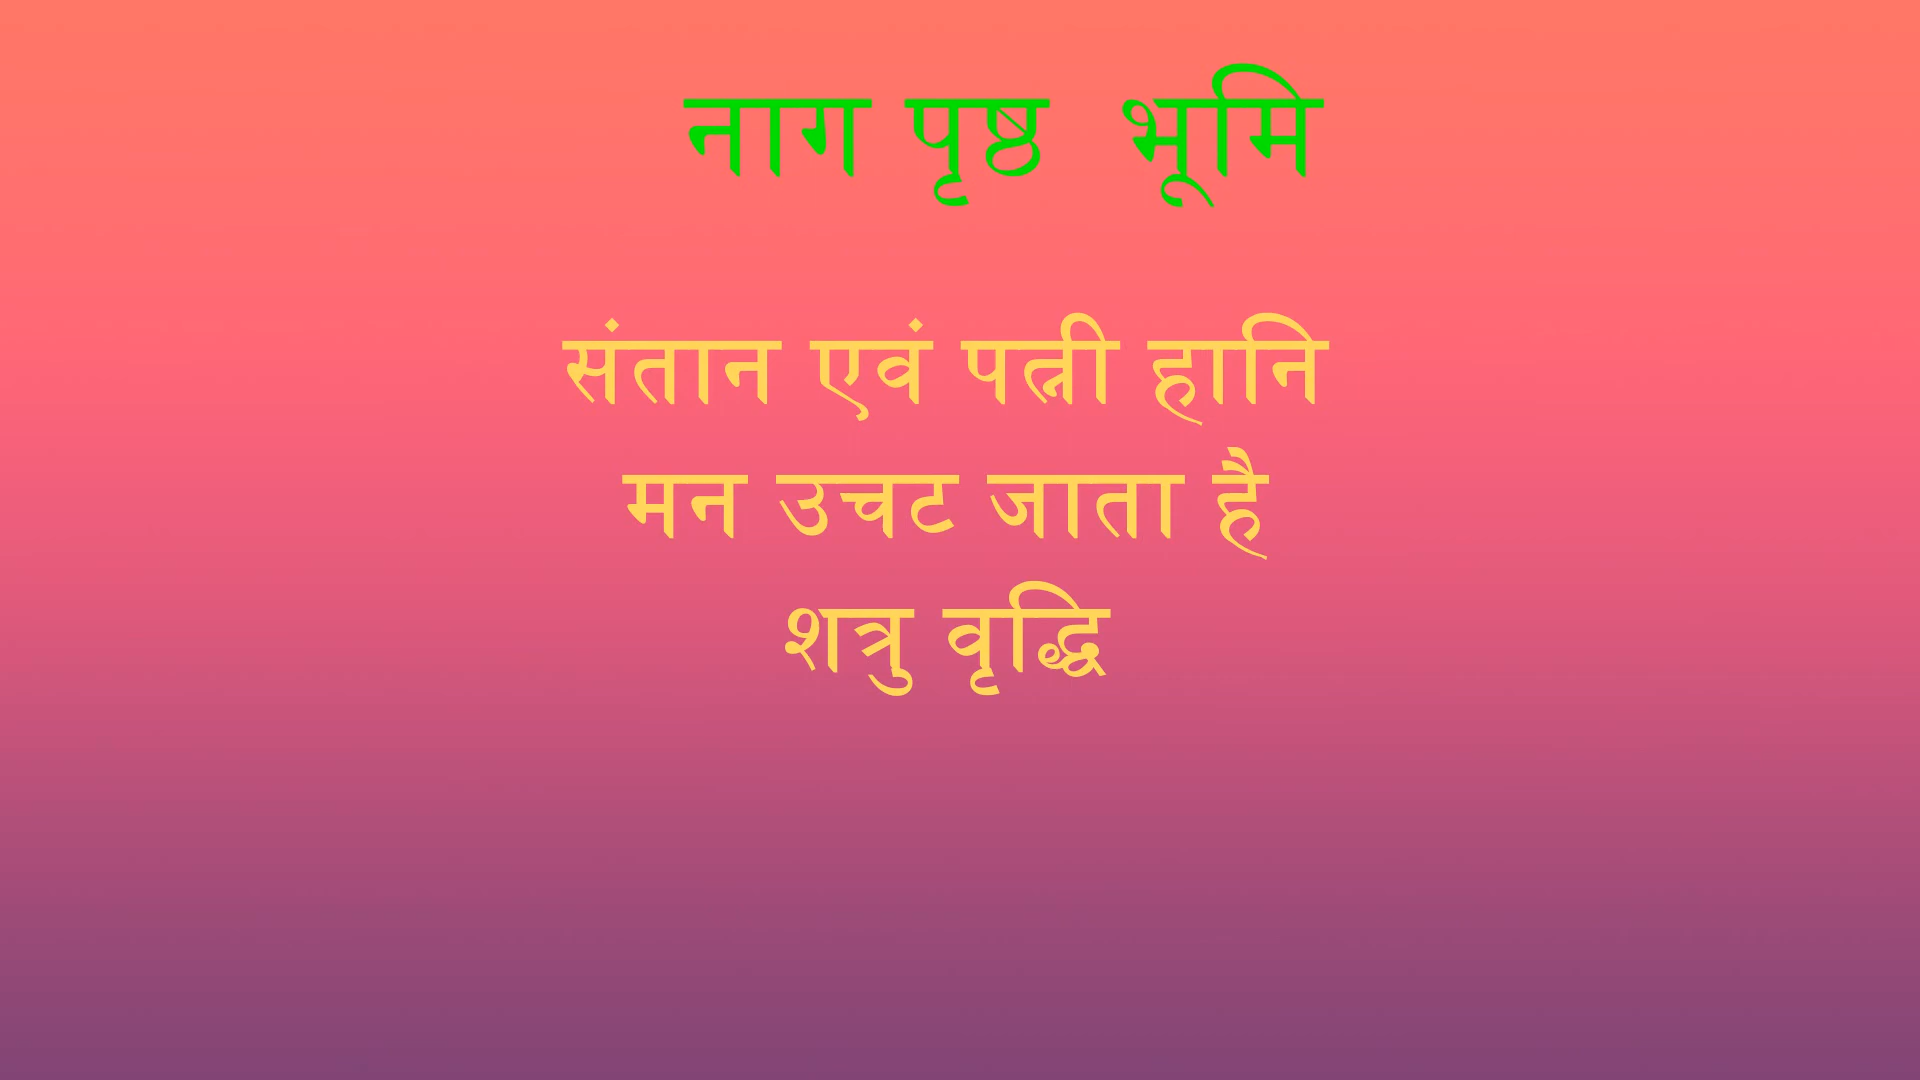 नाग पृष्ठ भूमि
संतान एवं पत्नी हानि
मन उचट जाता है
शत्रु वृद्धि